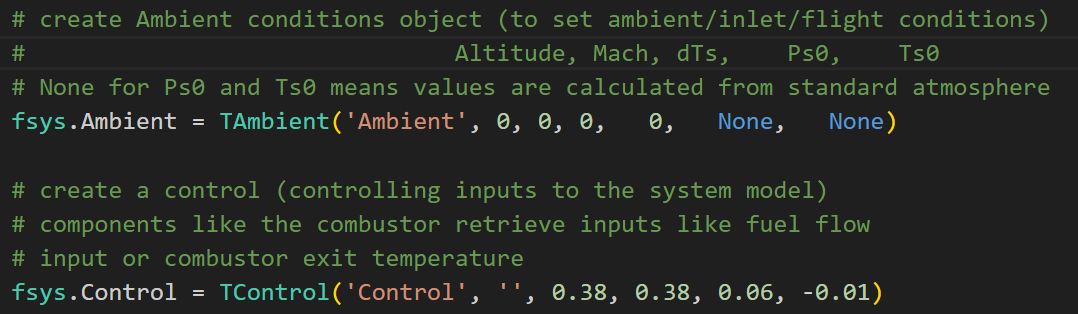 # create Ambient conditions object (to set ambient/inlet/flight conditions)
#                                Altitude, Mach, dTs,    Ps0,    Ts0
# None for Ps0 and Ts0 means values are calculated from standard atmosphere
fsys.Ambient = TAmbient('Ambient', 0, 0, 0,   0,   None,   None)

# create a control (controlling inputs to the system model)
# components like the combustor retrieve inputs like fuel flow
# input or combustor exit temperature
fsys.Control = TControl('Control', '', 0.38, 0.38, 0.06, -0.01)